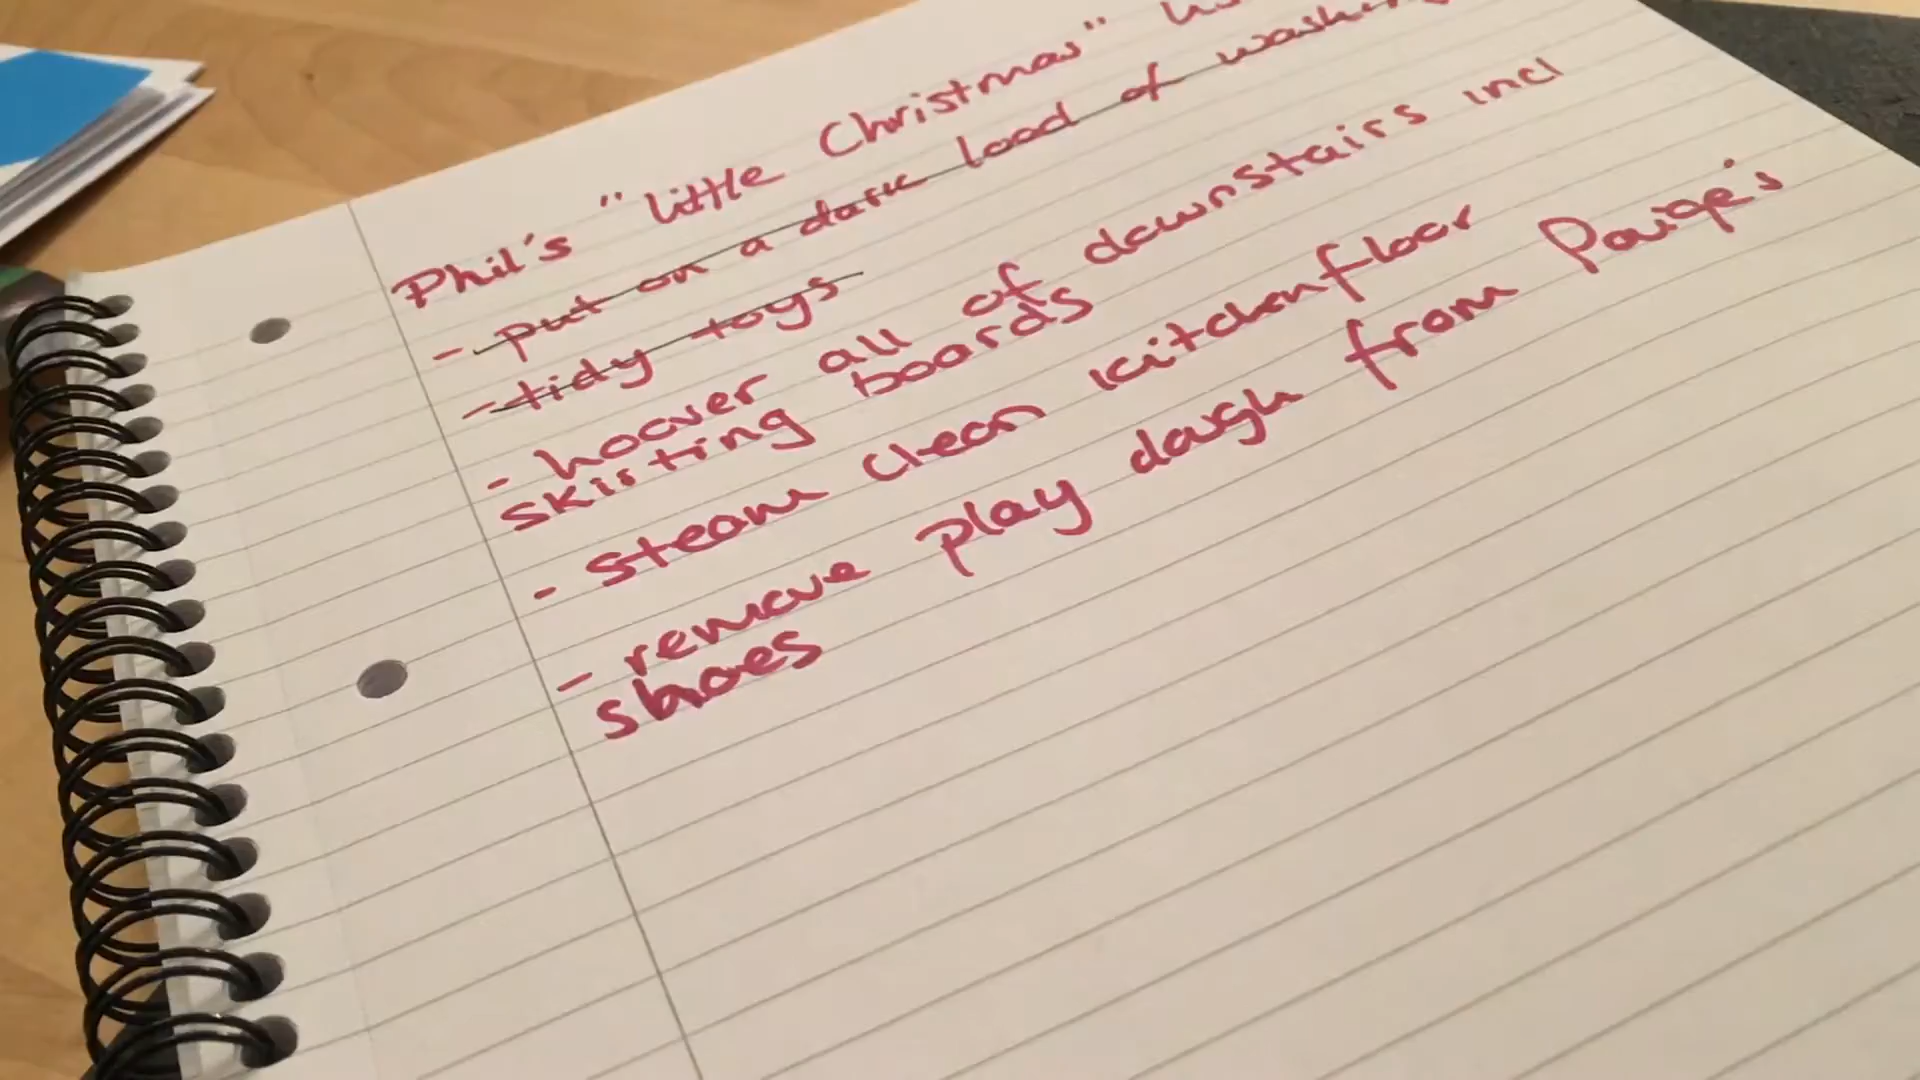 Phil's "little Christmas"
- put on a dark load of washing
- tidy toys
- hoover all of downstairs incl
skirting boards
- steam clean kitchen floor
- remove play dough from Paige's
shoes